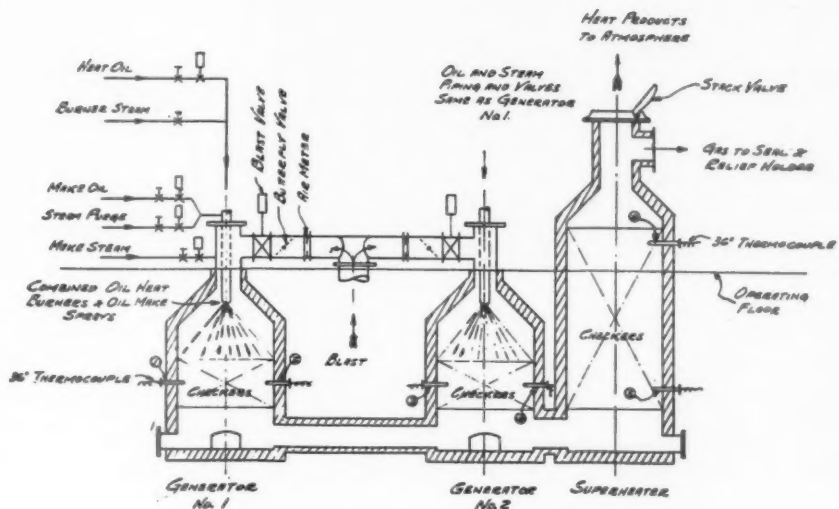 HEAT PRODUCTS
TO ATMOSPHERE
HEAT OIL
BURNER STEAM
OIL AND STEAM
PIPING AND VALVES
SAME AS GENERATOR
No.1.
STACK VALVE
BLAST VALVE
BUTTERFLY VALVE
AIR METER
GAS TO SEAL &
RELIEF HOLDER
MAKE OIL
STEAM PURGE
MAKE STEAM
36" THERMOCOUPLE
COMBINED OIL HEAT
BURNERS & OIL MAKE
SPRAYS
OPERATING
FLOOR
BLAST
36" THERMOCOUPLE
CHECKERS
CHECKERS
CHECKERS
GENERATOR
No. 1
GENERATOR
No. 2
SUPERHEATER